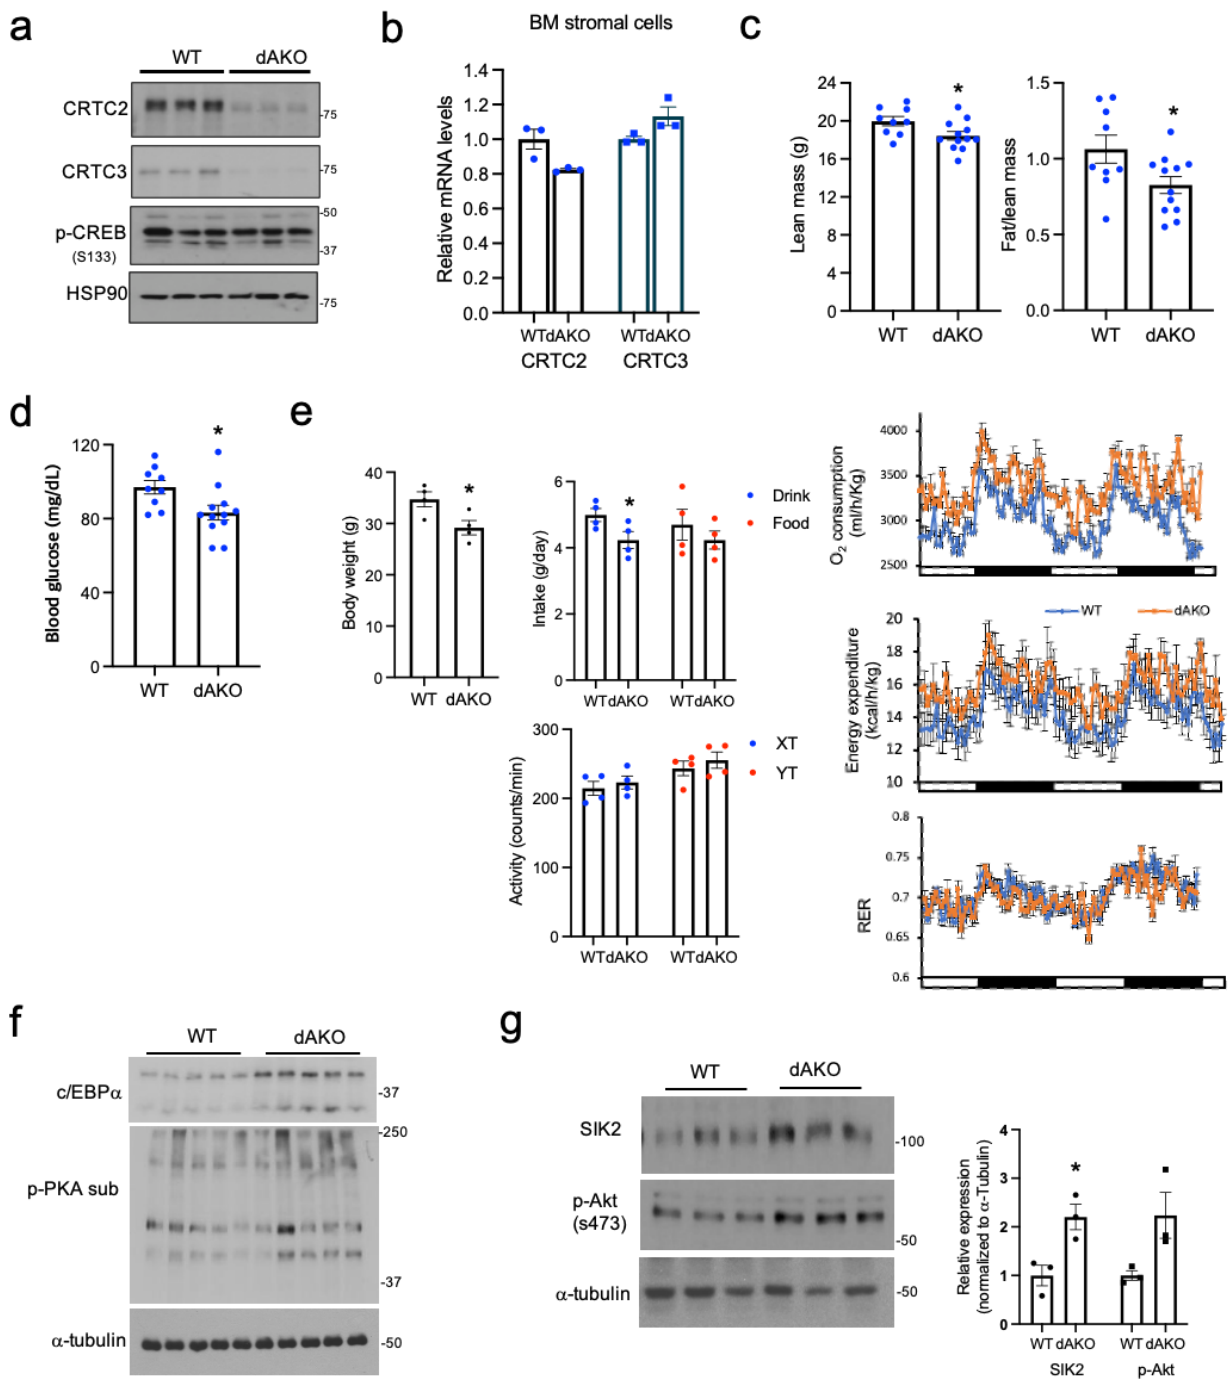 a
WT dAKO
CRTC2
-75
CRTC3
-75
p-CREB
(S133)
-50
-37
HSP90
-75
b
BM stromal cells
Relative mRNA levels
1.4
1.2
1.0
0.8
0.6
0.4
0.2
0.0
WTdAKO WTdAKO
CRTC2 CRTC3
c
Lean mass (g)
24
20
16
12
8
4
0
*
WT dAKO
Fat/lean mass
1.5
1.0
0.5
1.0
*
WT dAKO
d
Blood glucose (mg/dL)
120
80
40
0
*
WT dAKO
e
Body weight (g)
40
30
20
10
0
*
WT dAKO
Intake (g/day)
6
4
2
0
*
Drink
Food
WTdAKO WTdAKO
Activity (counts/min)
300
200
100
0
XT
YT
WTdAKO WTdAKO
O2 consumption
(ml/h/Kg)
4000
3500
3000
2500
WT dAKO
Energy expenditure
(kcal/h/kg)
20
18
16
14
12
10
RER
0.8
0.75
0.7
0.65
0.6
f
WT dAKO
c/EBPα
-37
-250
p-PKA sub
-37
α-tubulin
-50
g
WT dAKO
SIK2
-100
p-Akt
(s473)
-50
α-tubulin
-50
Relative expression
(normalized to α-Tubulin)
4
3
2
1
0
*
WT dAKO WT dAKO
SIK2 p-Akt